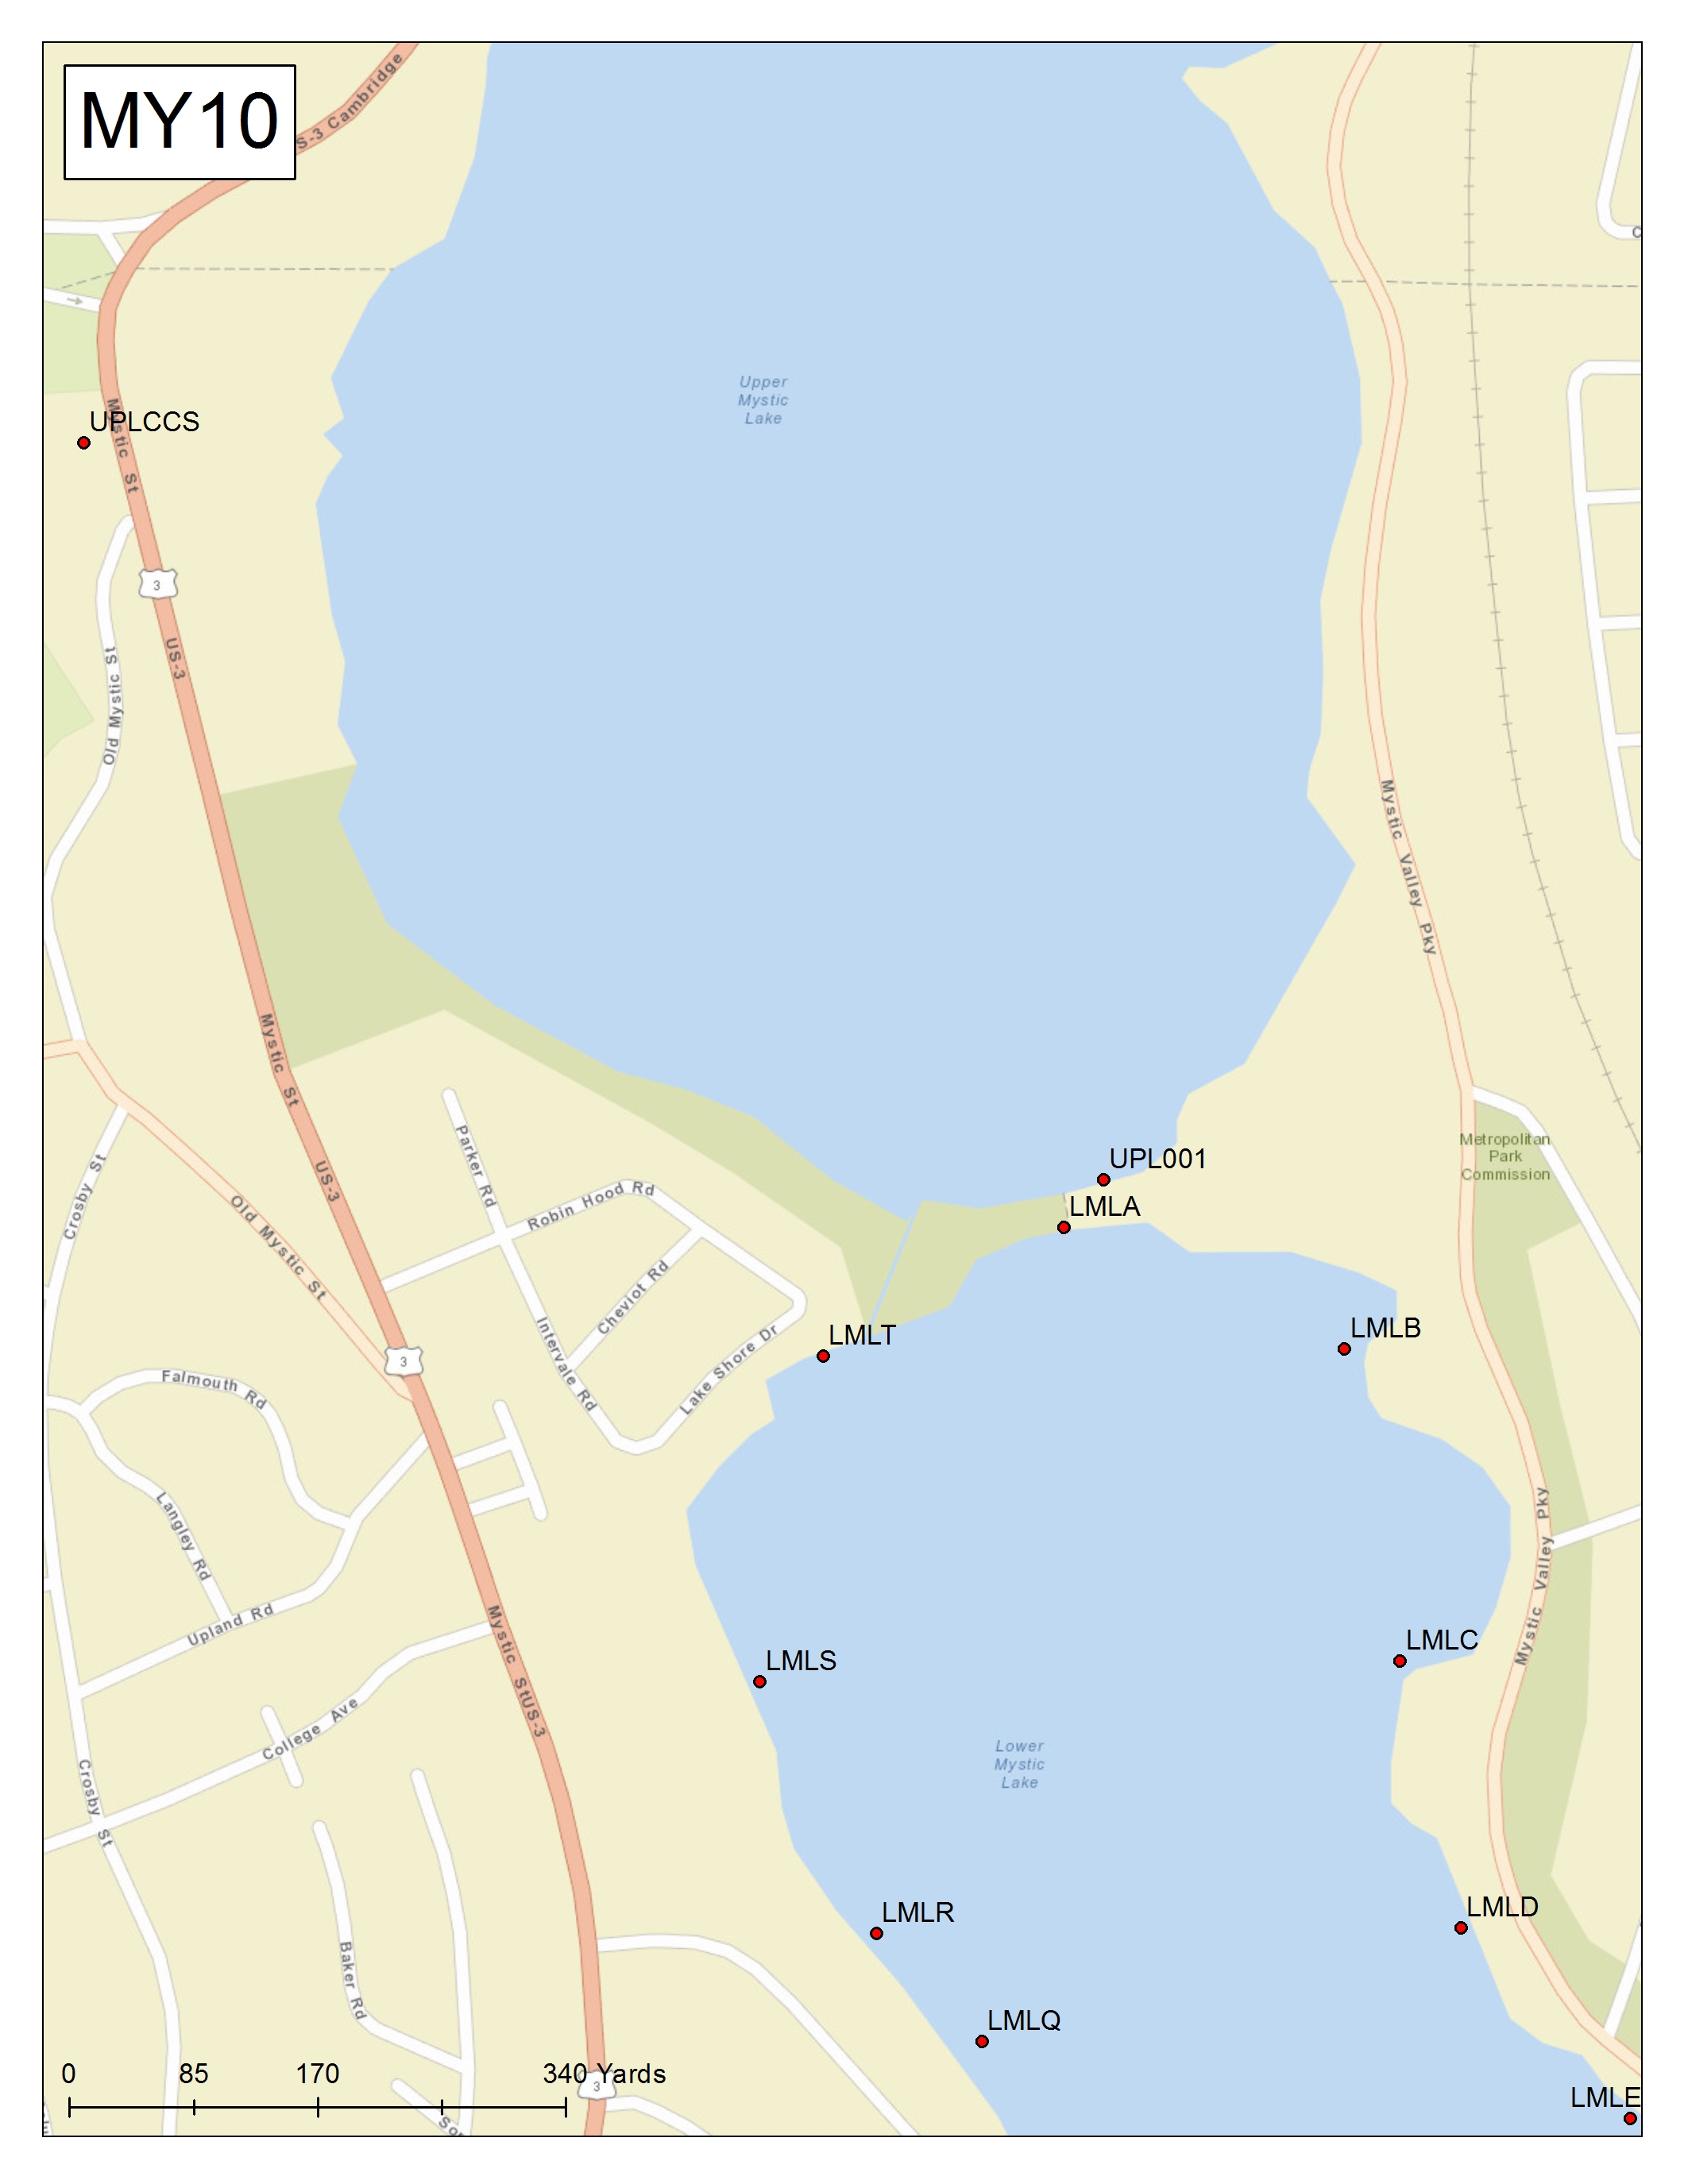 MY10
S-3 Cambridge
Upper
Mystic
Lake
UPLCCS
Mystic St
3
US-3
Old Mystic St
Mystic Valley Pky
Mystic St
Metropolitan
Park
Commission
Parker Rd
Crosby St
US-3
UPL001
Robin Hood Rd
LMLA
Old Mystic St
Cheviot Rd
LMLT
LMLB
Intervale Rd
Lake Shore Dr
3
Falmouth Rd
Langley Rd
Mystic Valley Pky
Upland Rd
Mystic StUS-3
LMLC
LMLS
College Ave
Lower
Mystic
Lake
Crosby St
LMLR
LMLD
Baker Rd
LMLQ
0 85 170 340 Yards
3
LMLE